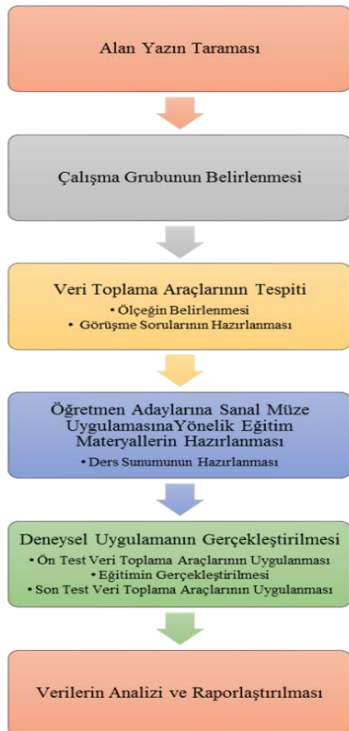 Alan Yazın Taraması
Çalışma Grubunun Belirlenmesi
Veri Toplama Araçlarının Tespiti
• Ölçeğin Belirlenmesi
• Görüşme Sorularının Hazırlanması
Öğretmen Adaylarına Sanal Müze
UygulamasınaYönelik Eğitim
Materyallerin Hazırlanması
• Ders Sunumunun Hazırlanması
Deneysel Uygulamanın Gerçekleştirilmesi
• Ön Test Veri Toplama Araçlarının Uygulanması
• Eğitimin Gerçekleştirilmesi
• Son Test Veri Toplama Araçlarının Uygulanması
Verilerin Analizi ve Raporlaştırılması